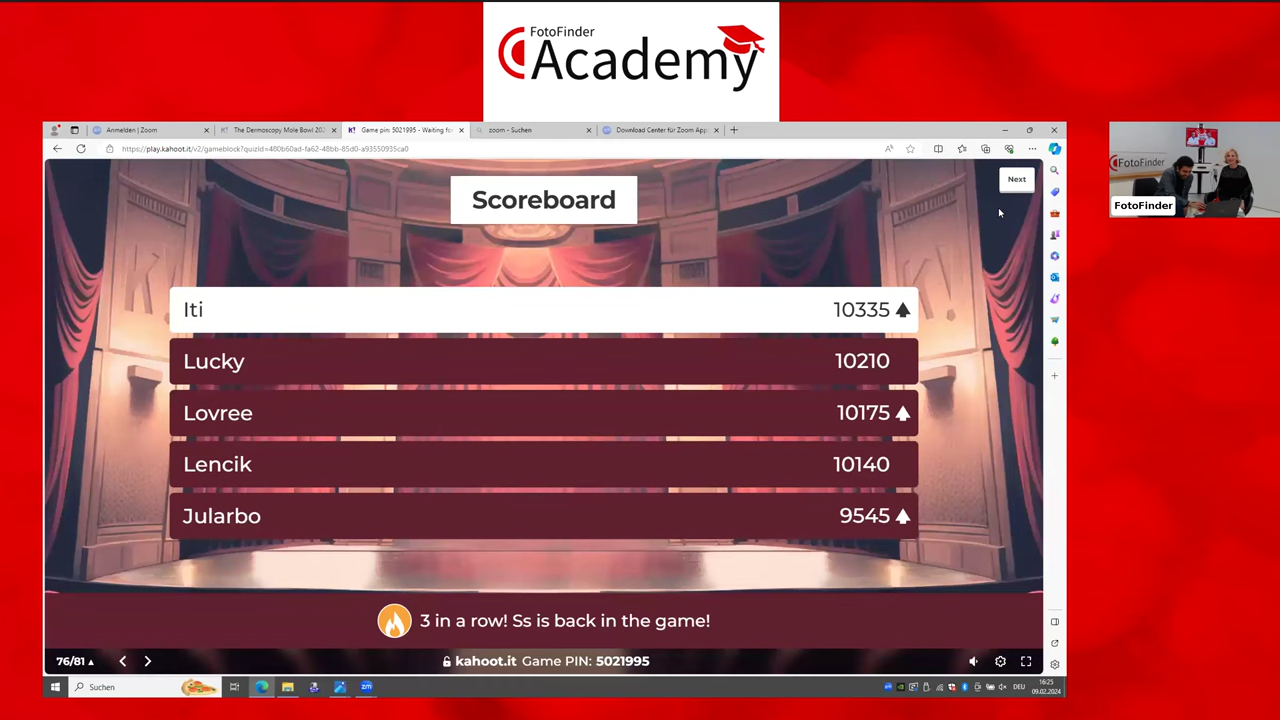 FotoFinder
Academy
Anmelden | Zoom
The Dermoscopy Mole Bowl 202
Game pin: 5021995 - Waiting fo
zoom - Suchen
Download Center für Zoom App
https://play.kahoot.it/v2/gameblock?quizId=480b60ad-fa62-48bb-85d0-a93550935ca0
Scoreboard
Next
Iti 10335
Lucky 10210
Lovree 10175
Lencik 10140
Jularbo 9545
3 in a row! Ss is back in the game!
76/81
kahoot.it Game PIN: 5021995
Suchen
DEU
16:25
09.02.2024
FotoFinder
FotoFinder